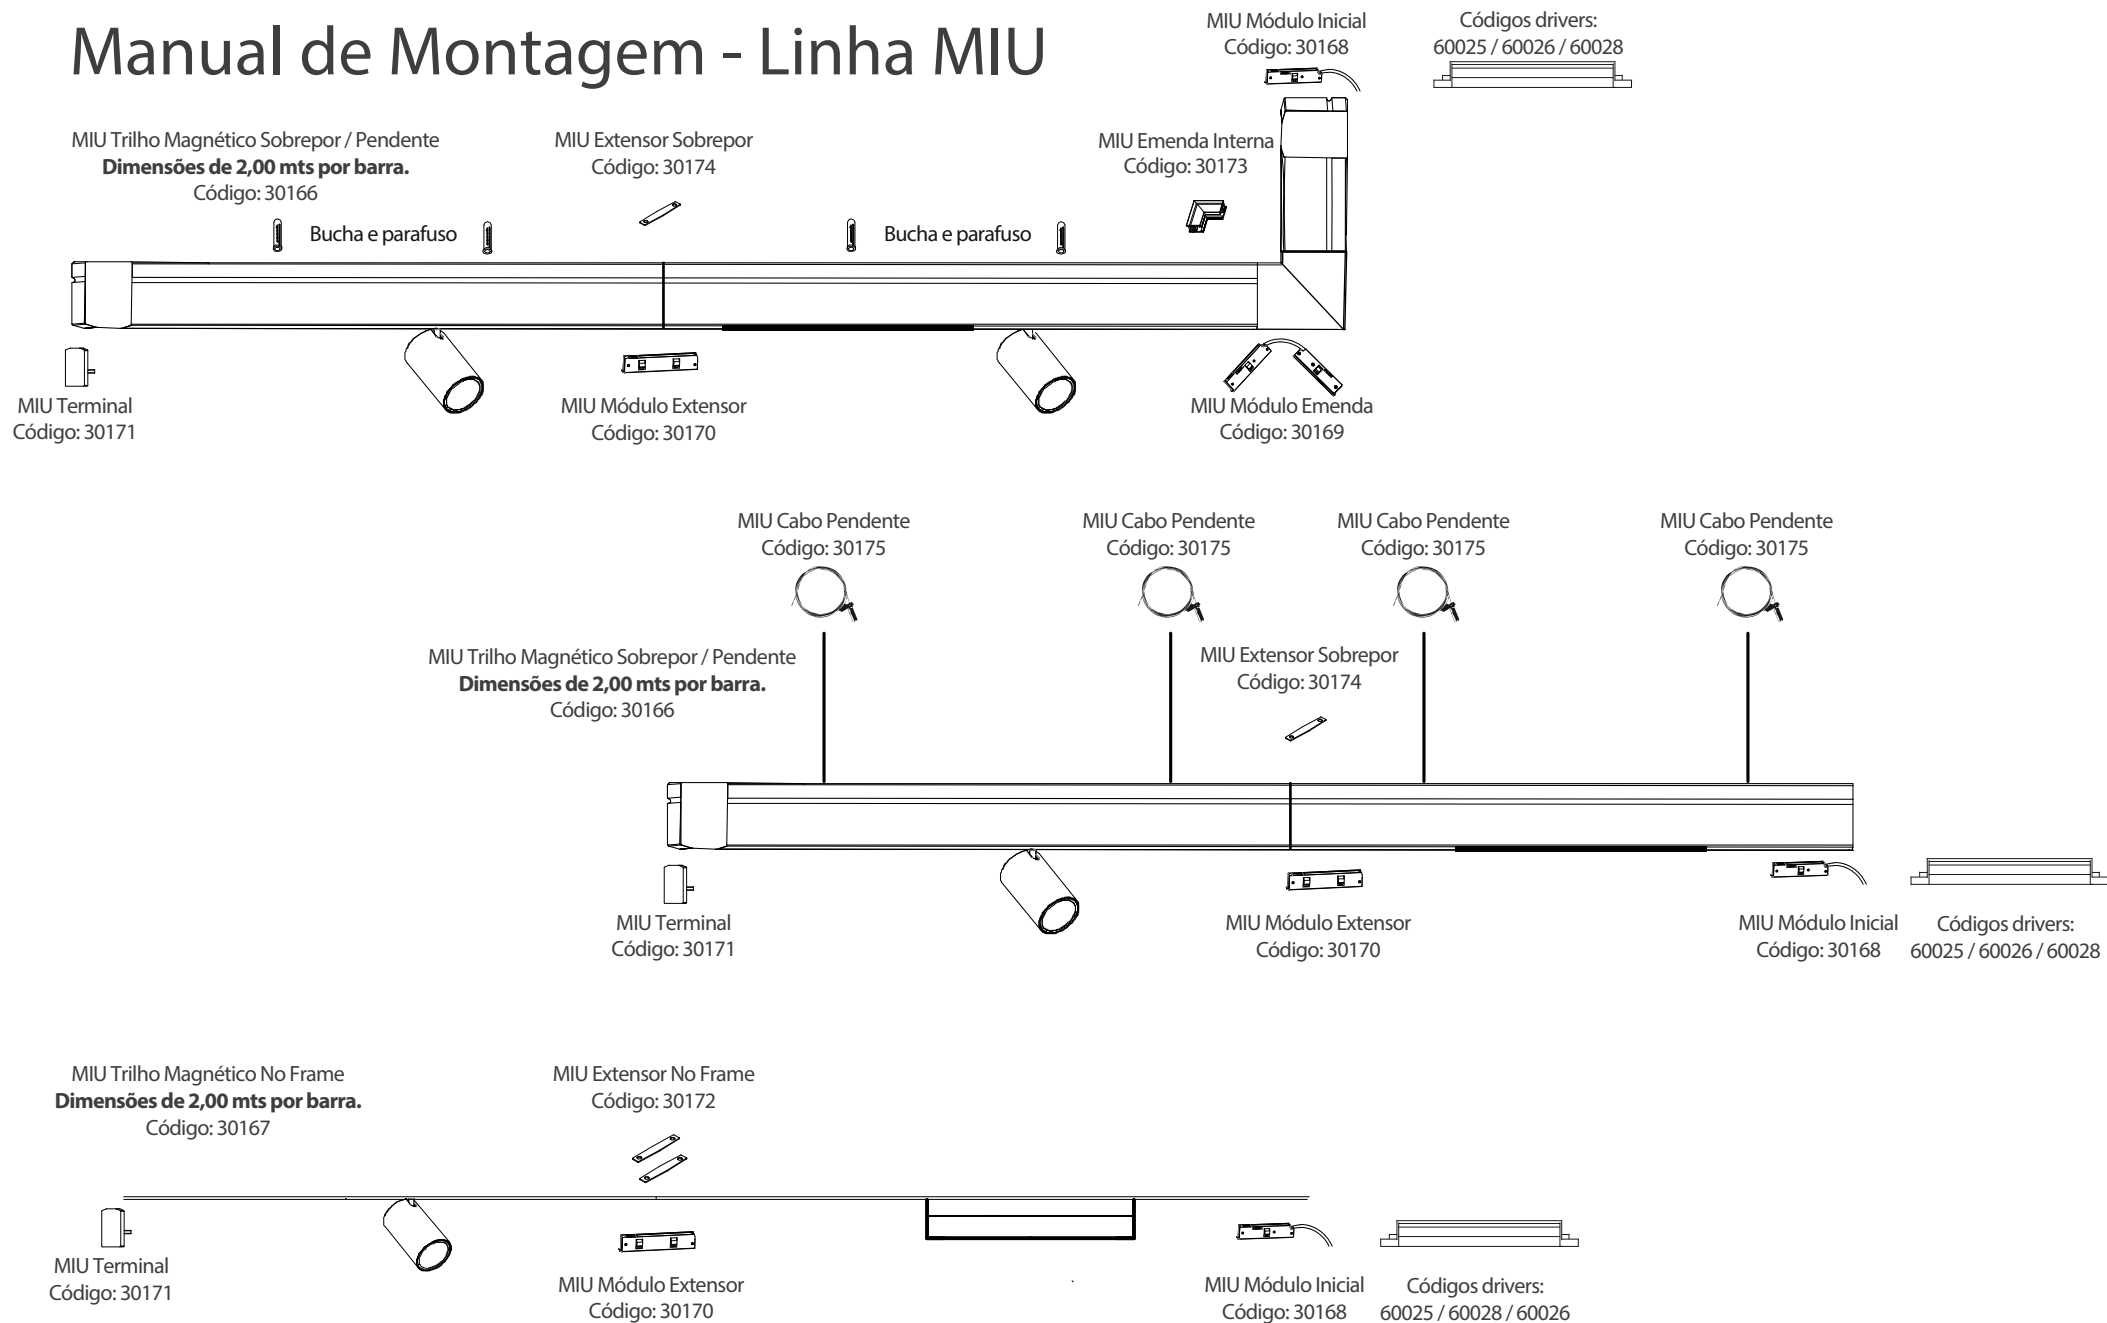 Manual de Montagem - Linha MIU
MIU Módulo Inicial
Código: 30168
Códigos drivers:
60025 / 60026 / 60028
MIU Trilho Magnético Sobrepor / Pendente
Dimensões de 2,00 mts por barra.
Código: 30166
MIU Extensor Sobrepor
Código: 30174
MIU Emenda Interna
Código: 30173
Bucha e parafuso
Bucha e parafuso
MIU Terminal
Código: 30171
MIU Módulo Extensor
Código: 30170
MIU Módulo Emenda
Código: 30169
MIU Cabo Pendente
Código: 30175
MIU Cabo Pendente
Código: 30175
MIU Cabo Pendente
Código: 30175
MIU Cabo Pendente
Código: 30175
MIU Trilho Magnético Sobrepor / Pendente
Dimensões de 2,00 mts por barra.
Código: 30166
MIU Extensor Sobrepor
Código: 30174
MIU Terminal
Código: 30171
MIU Módulo Extensor
Código: 30170
MIU Módulo Inicial
Código: 30168
Códigos drivers:
60025 / 60026 / 60028
MIU Trilho Magnético No Frame
Dimensões de 2,00 mts por barra.
Código: 30167
MIU Extensor No Frame
Código: 30172
MIU Terminal
Código: 30171
MIU Módulo Extensor
Código: 30170
MIU Módulo Inicial
Código: 30168
Códigos drivers:
60025 / 60028 / 60026